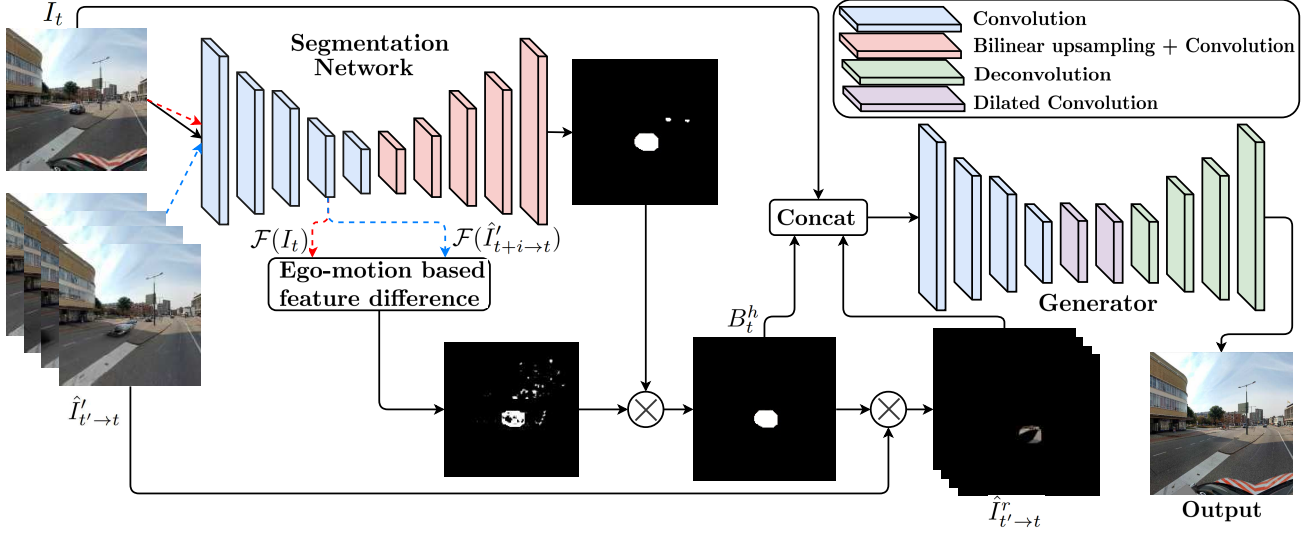 I_t
Segmentation
Network
Convolution
Bilinear upsampling + Convolution
Deconvolution
Dilated Convolution
Concat
F(I_t)
F(Î′_{t+i→t})
Ego-motion based
feature difference
Generator
B_t^h
Î′_{t′→t}
Î^r_{t′→t}
Output